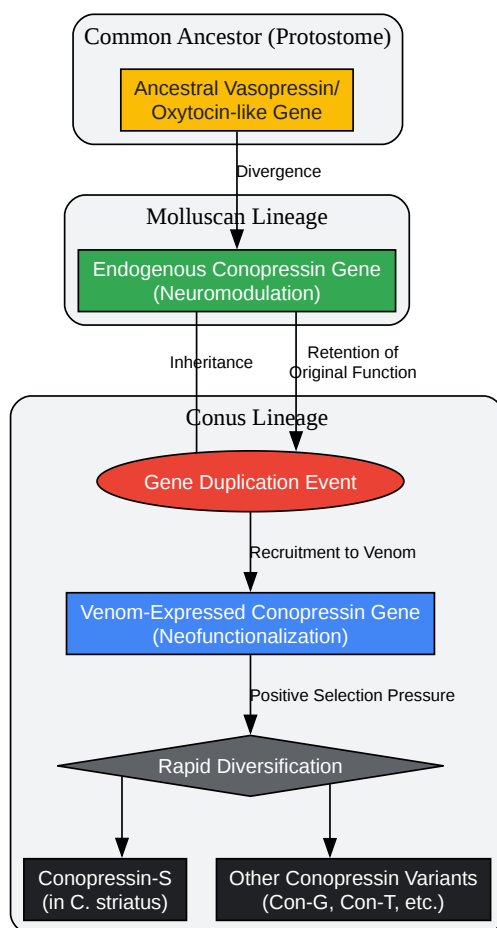 Common Ancestor (Protostome)
Ancestral Vasopressin/
Oxytocin-like Gene
Divergence
Molluscan Lineage
Endogenous Conopressin Gene
(Neuromodulation)
Inheritance
Retention of
Original Function
Conus Lineage
Gene Duplication Event
Recruitment to Venom
Venom-Expressed Conopressin Gene
(Neofunctionalization)
Positive Selection Pressure
Rapid Diversification
Conopressin-S
(in C. striatus)
Other Conopressin Variants
(Con-G, Con-T, etc.)